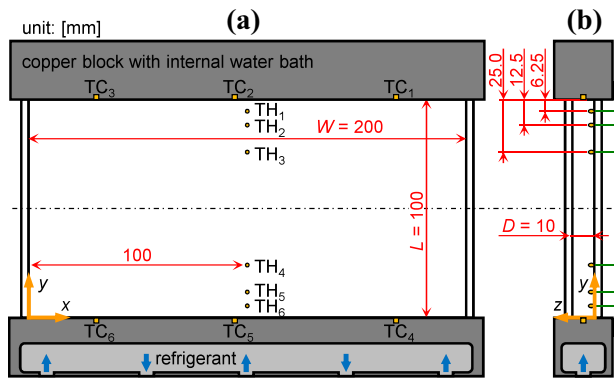 unit: [mm]
(a)
(b)
copper block with internal water bath
TC3
TC2
TC1
25.0
12.5
6.25
TH1
TH2
W = 200
TH3
L = 100
D = 10
100
TH4
y
TH5
y
x
TH6
z
TC6
TC5
TC4
refrigerant